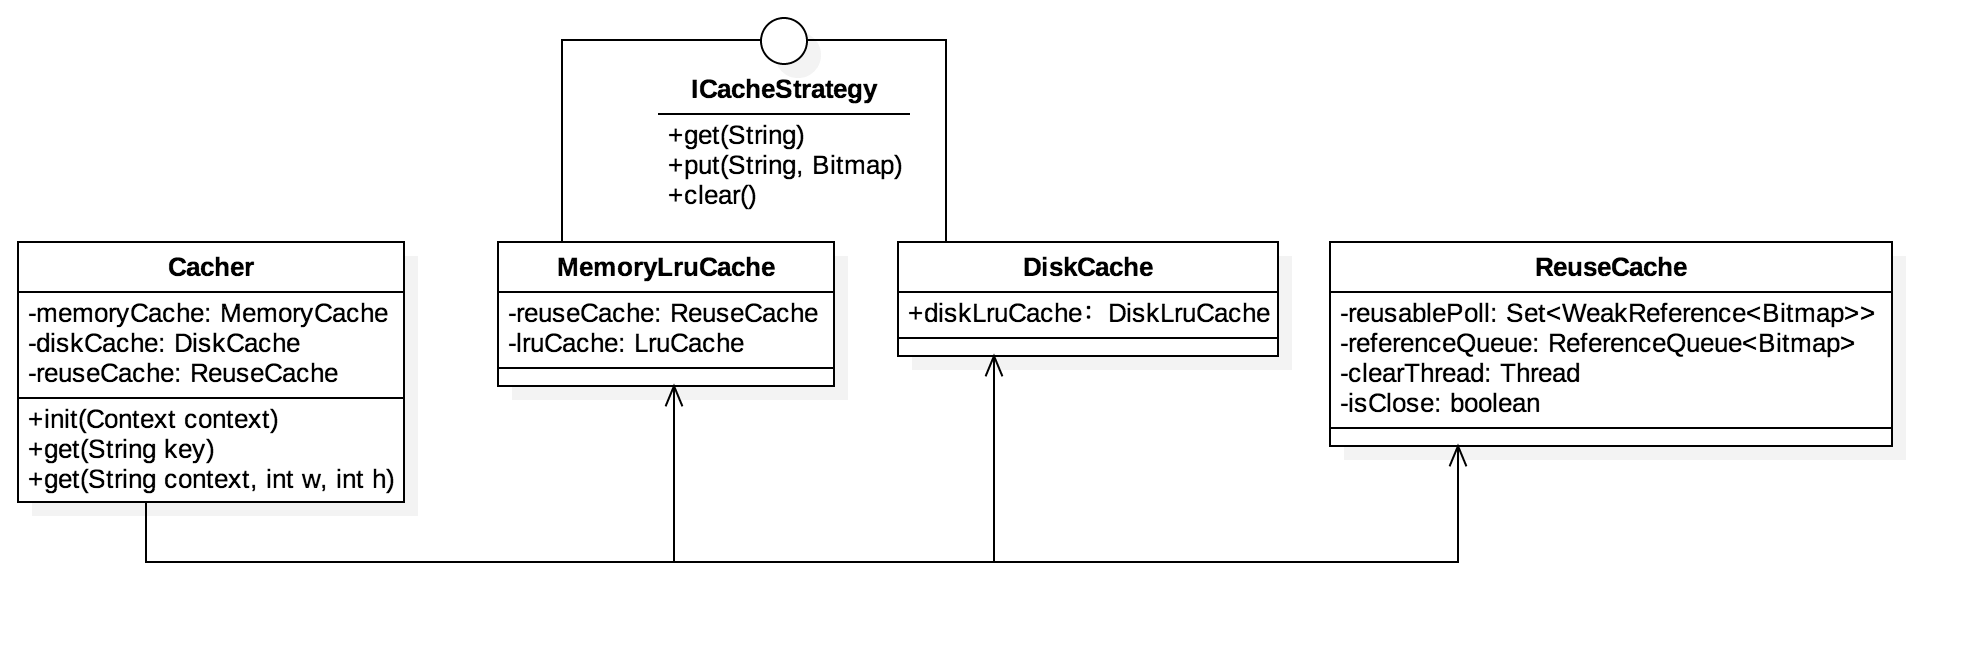 ICacheStrategy
+get(String)
+put(String, Bitmap)
+clear()
Cacher
-memoryCache: MemoryCache
-diskCache: DiskCache
-reuseCache: ReuseCache
+init(Context context)
+get(String key)
+get(String context, int w, int h)
MemoryLruCache
-reuseCache: ReuseCache
-lruCache: LruCache
DiskCache
+diskLruCache：DiskLruCache
ReuseCache
-reusablePoll: Set<WeakReference<Bitmap>>
-referenceQueue: ReferenceQueue<Bitmap>
-clearThread: Thread
-isClose: boolean